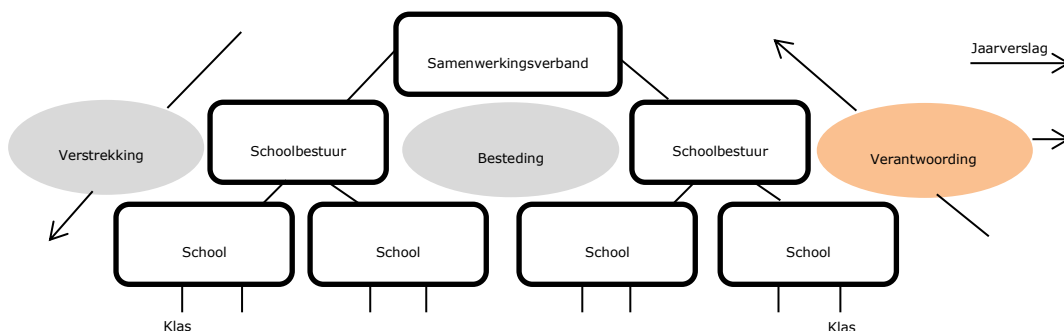 Jaarverslag
Samenwerkingsverband
Verstrekking
Schoolbestuur
Besteding
Schoolbestuur
Verantwoording
School
School
School
School
Klas
Klas